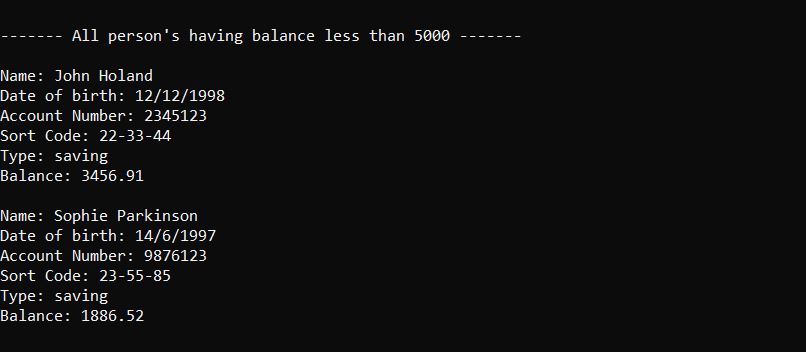 ------- All person's having balance less than 5000 -------
Name: John Holand
Date of birth: 12/12/1998
Account Number: 2345123
Sort Code: 22-33-44
Type: saving
Balance: 3456.91
Name: Sophie Parkinson
Date of birth: 14/6/1997
Account Number: 9876123
Sort Code: 23-55-85
Type: saving
Balance: 1886.52